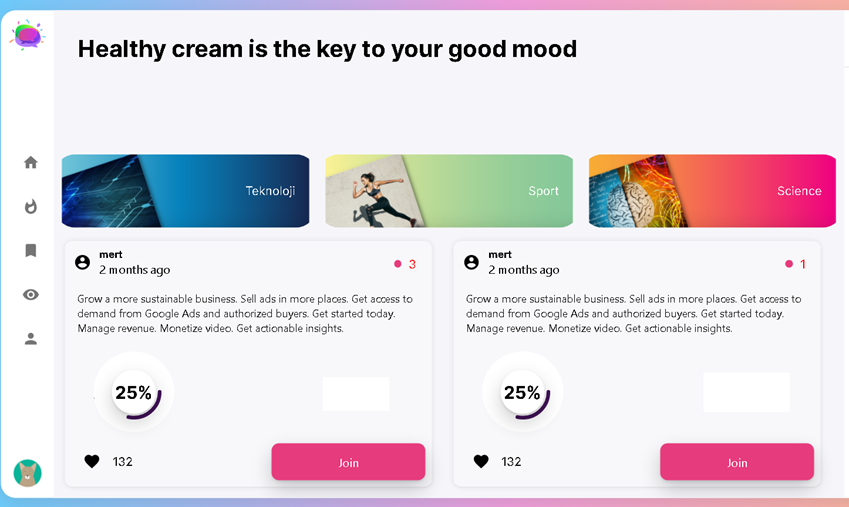 Healthy cream is the key to your good mood
Teknoloji
Sport
Science
mert
2 months ago
3
Grow a more sustainable business. Sell ads in more places. Get access to
demand from Google Ads and authorized buyers. Get started today.
Manage revenue. Monetize video. Get actionable insights.
25%
132
Join
mert
2 months ago
1
Grow a more sustainable business. Sell ads in more places. Get access to
demand from Google Ads and authorized buyers. Get started today.
Manage revenue. Monetize video. Get actionable insights.
25%
132
Join